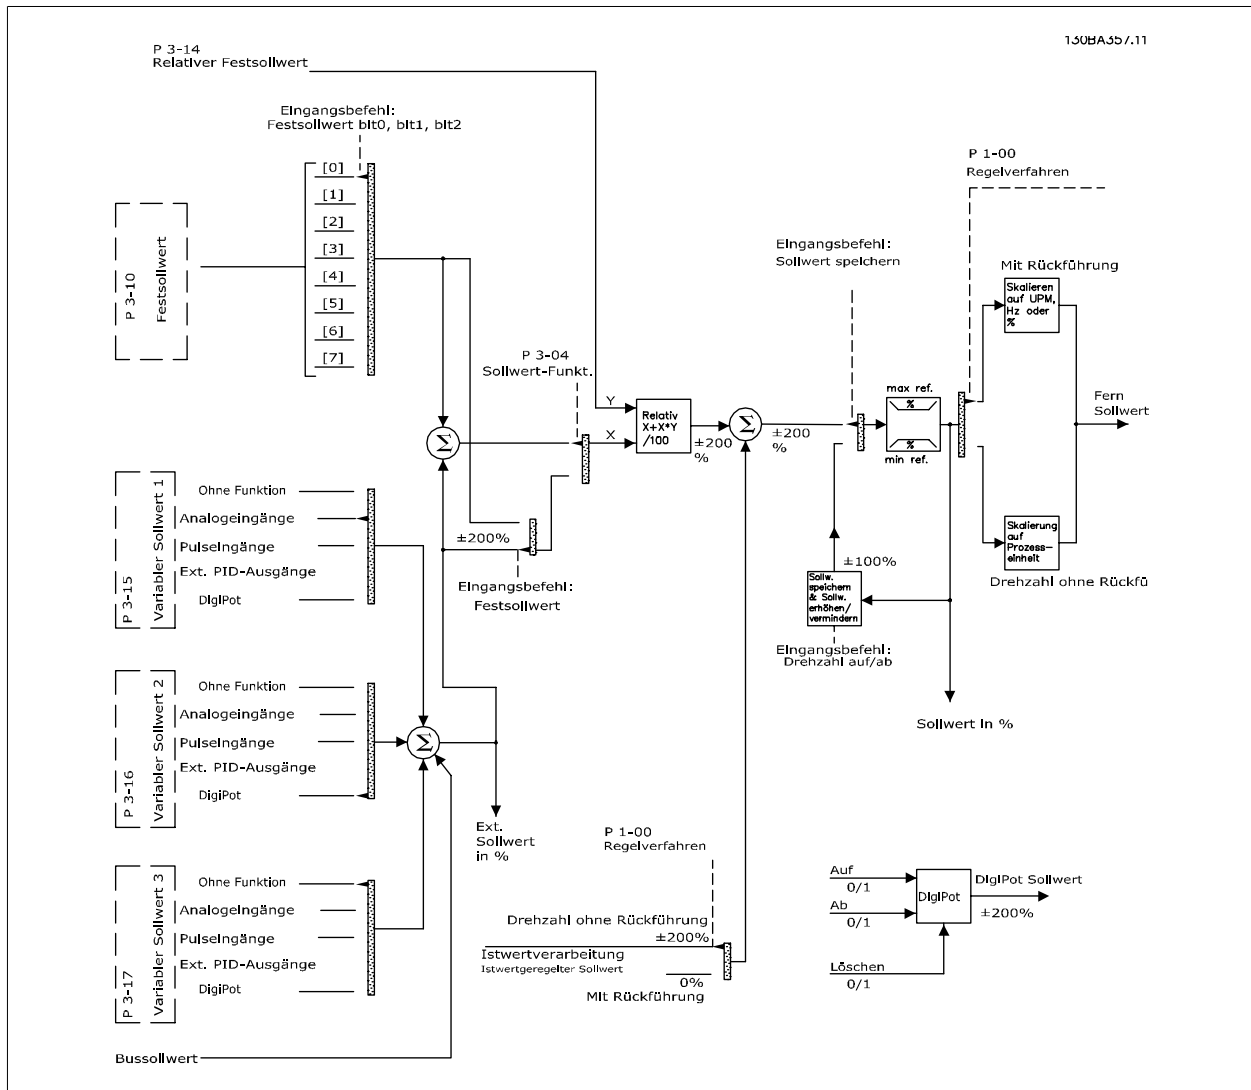 130BA357.11
P 3-14
Relativer Festsollwert
Eingangsbefehl:
Festsollwert bit0, bit1, bit2
P 1-00
Regelverfahren
[0]
[1]
[2]
[3]
[4]
[5]
[6]
[7]
P 3-10
Festsollwert
Eingangsbefehl:
Sollwert speichern
Mit Rückführung
Skalieren
auf UPM,
Hz oder
%
P 3-04
Sollwert-Funkt.
max ref.
%
%
min ref.
Fern
Sollwert
Y
X
Relativ
X+X*Y
/100
±200
%
Σ
±200
%
Σ
P 3-15
Variabler Sollwert 1
Ohne Funktion
Analogeingänge
Pulseingänge
Ext. PID-Ausgänge
DigiPot
±200%
Eingangsbefehl:
Festsollwert
Skalierung
auf
Prozess-
einheit
Drehzahl ohne Rückfü
±100%
Sollw.
speichern
& Sollw.
erhöhen/
vermindern
Eingangsbefehl:
Drehzahl auf/ab
P 3-16
Variabler Sollwert 2
Ohne Funktion
Analogeingänge
Pulseingänge
Ext. PID-Ausgänge
DigiPot
Σ
Sollwert in %
Ext.
Sollwert
in %
P 1-00
Regelverfahren
P 3-17
Variabler Sollwert 3
Ohne Funktion
Analogeingänge
Pulseingänge
Ext. PID-Ausgänge
DigiPot
Drehzahl ohne Rückführung
±200%
Istwertverarbeitung
Istwertgeregelter Sollwert
0%
Mit Rückführung
Auf
0/1
Ab
0/1
Löschen
0/1
DigiPot
DigiPot Sollwert
±200%
Bussollwert